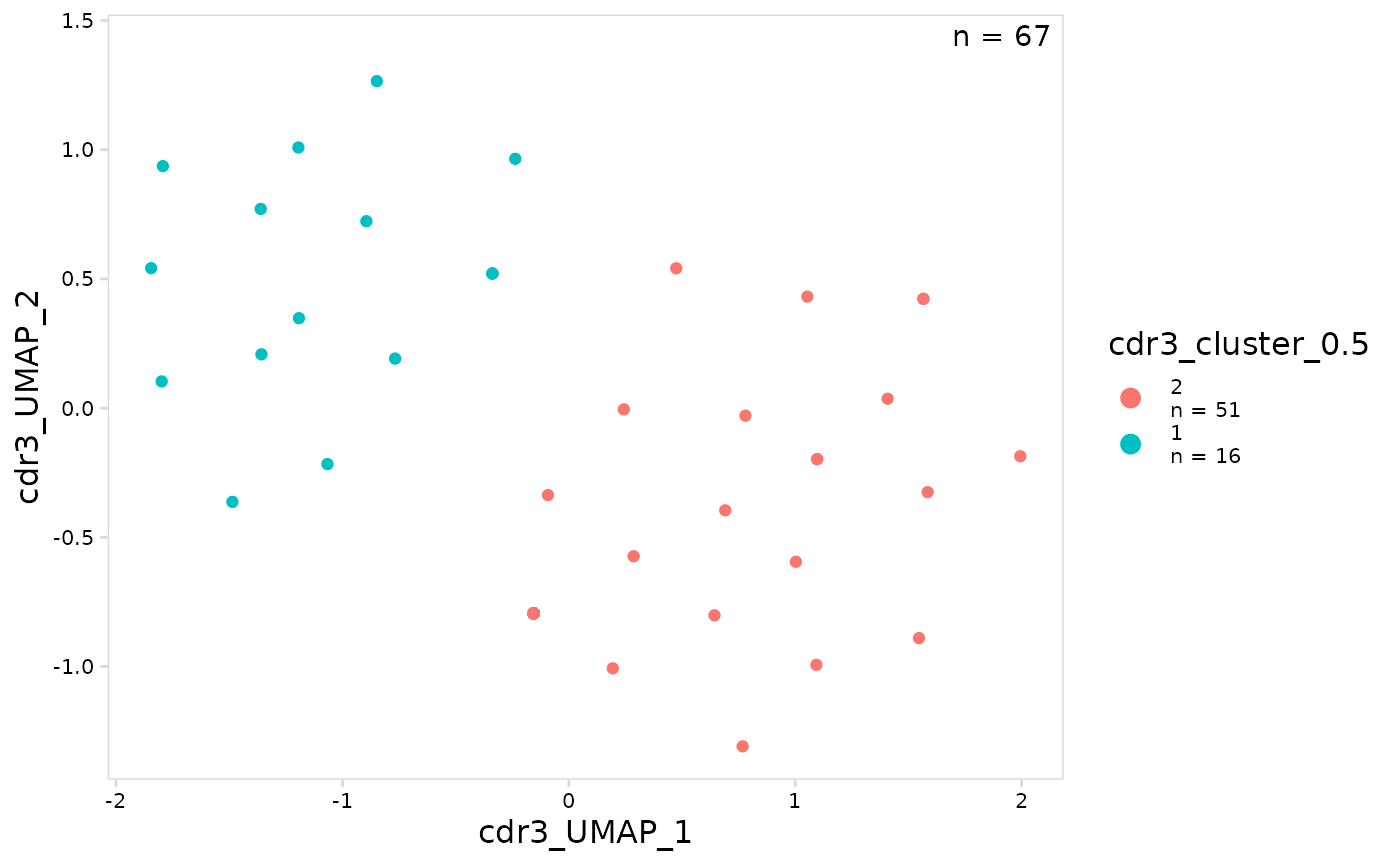 n = 67
1.5
1.0
0.5
0.0
-0.5
-1.0
cdr3_UMAP_2
-2
-1
0
1
2
cdr3_UMAP_1
cdr3_cluster_0.5
2
n = 51
1
n = 16